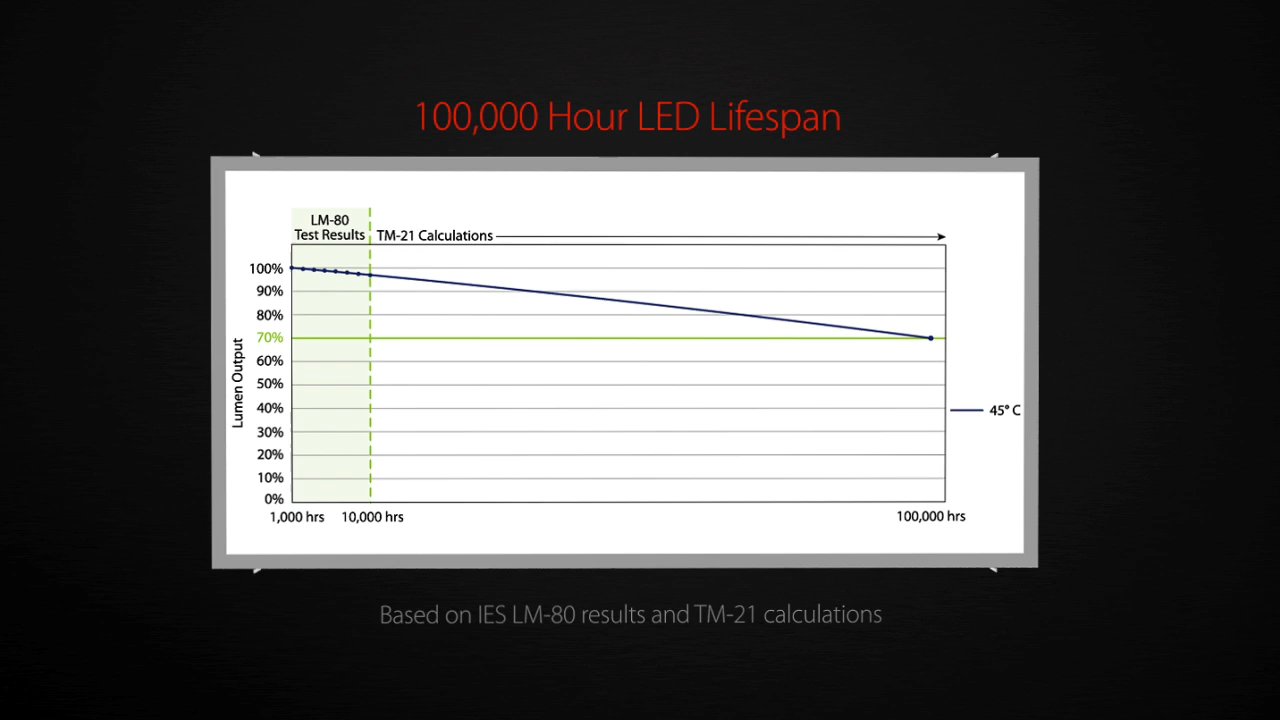 100,000 Hour LED Lifespan
LM-80
Test Results
TM-21 Calculations
100%
90%
80%
70%
60%
50%
40%
30%
20%
10%
0%
Lumen Output
45° C
1,000 hrs
10,000 hrs
100,000 hrs
Based on IES LM-80 results and TM-21 calculations